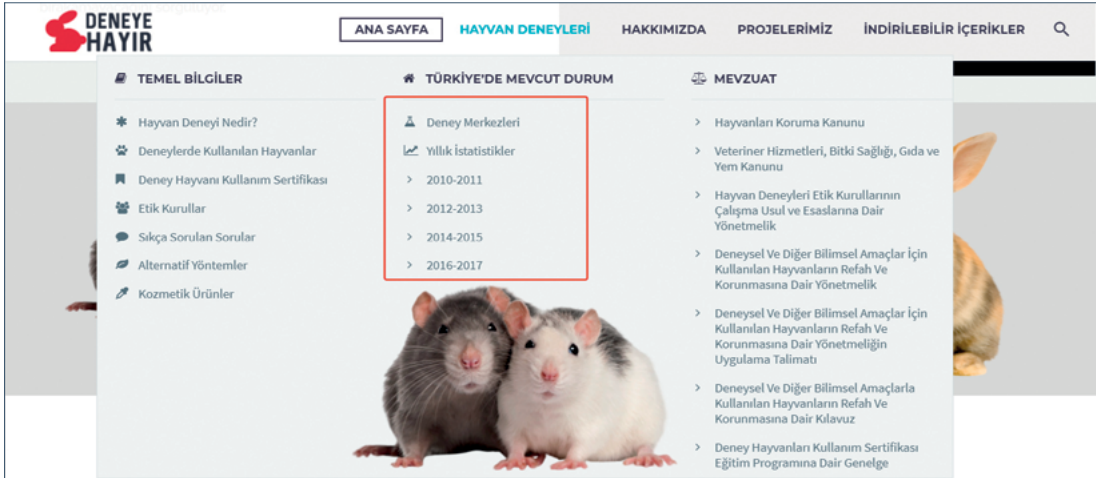 DENEYE
HAYIR
ANA SAYFA
HAYVAN DENEYLERİ
HAKKIMIZDA
PROJELERİMİZ
İNDİRİLEBİLİR İÇERİKLER
TEMEL BİLGİLER
Hayvan Deneyi Nedir?
Deneylerde Kullanılan Hayvanlar
Deney Hayvanı Kullanım Sertifikası
Etik Kurullar
Sıkça Sorulan Sorular
Alternatif Yöntemler
Kozmetik Ürünler
TÜRKİYE'DE MEVCUT DURUM
Deney Merkezleri
Yıllık İstatistikler
2010-2011
2012-2013
2014-2015
2016-2017
MEVZUAT
Hayvanları Koruma Kanunu
Veteriner Hizmetleri, Bitki Sağlığı, Gıda ve
Yem Kanunu
Hayvan Deneyleri Etik Kurullarının
Çalışma Usul ve Esaslarına Dair
Yönetmelik
Deneysel Ve Diğer Bilimsel Amaçlar İçin
Kullanılan Hayvanların Refah Ve
Korunmasına Dair Yönetmelik
Deneysel Ve Diğer Bilimsel Amaçlar İçin
Kullanılan Hayvanların Refah Ve
Korunmasına Dair Yönetmeliğin
Uygulama Talimatı
Deneysel Ve Diğer Bilimsel Amaçlarla
Kullanılan Hayvanların Refah Ve
Korunmasına Dair Kılavuz
Deney Hayvanları Kullanım Sertifikası
Eğitim Programına Dair Genelge